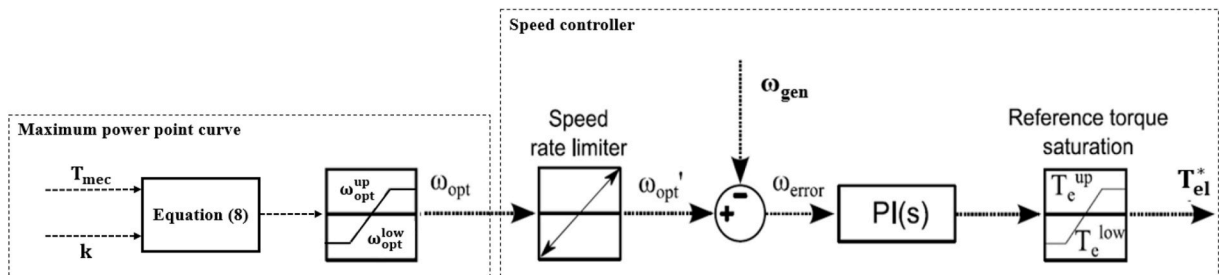 Speed controller
Maximum power point curve
T_mec
k
Equation (8)
ω_opt^up
ω_opt^low
ω_opt
Speed
rate limiter
ω_opt'
ω_gen
+ -
ω_error
PI(s)
Reference torque
saturation
T_e^up
T_e^low
T_el^*